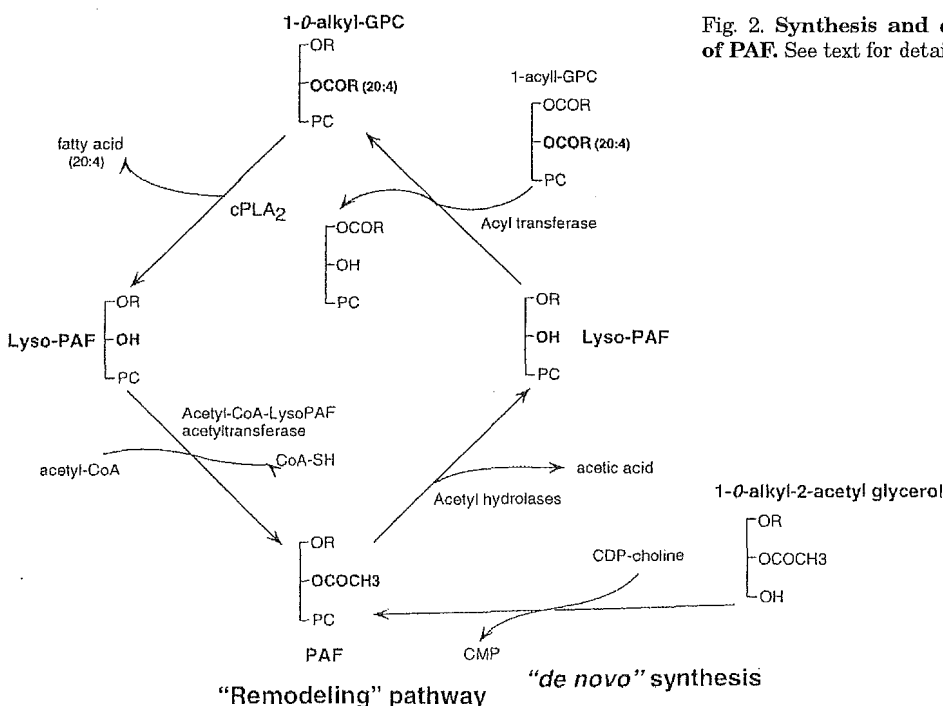 1-O-alkyl-GPC
Fig. 2. Synthesis and
of PAF. See text for detai
OR
OCOR (20:4)
PC
1-acyll-GPC
OCOR
OCOR (20:4)
PC
fatty acid
(20:4)
cPLA2
Acyl transferase
OCOR
OH
PC
OR
Lyso-PAF
OH
PC
OR
OH
Lyso-PAF
PC
Acetyl-CoA-LysoPAF
acetyltransferase
acetyl-CoA
CoA-SH
acetic acid
Acetyl hydrolases
1-O-alkyl-2-acetyl glycerol
OR
OCOCH3
OH
OR
OCOCH3
PC
CDP-choline
CMP
PAF
"Remodeling" pathway
"de novo" synthesis